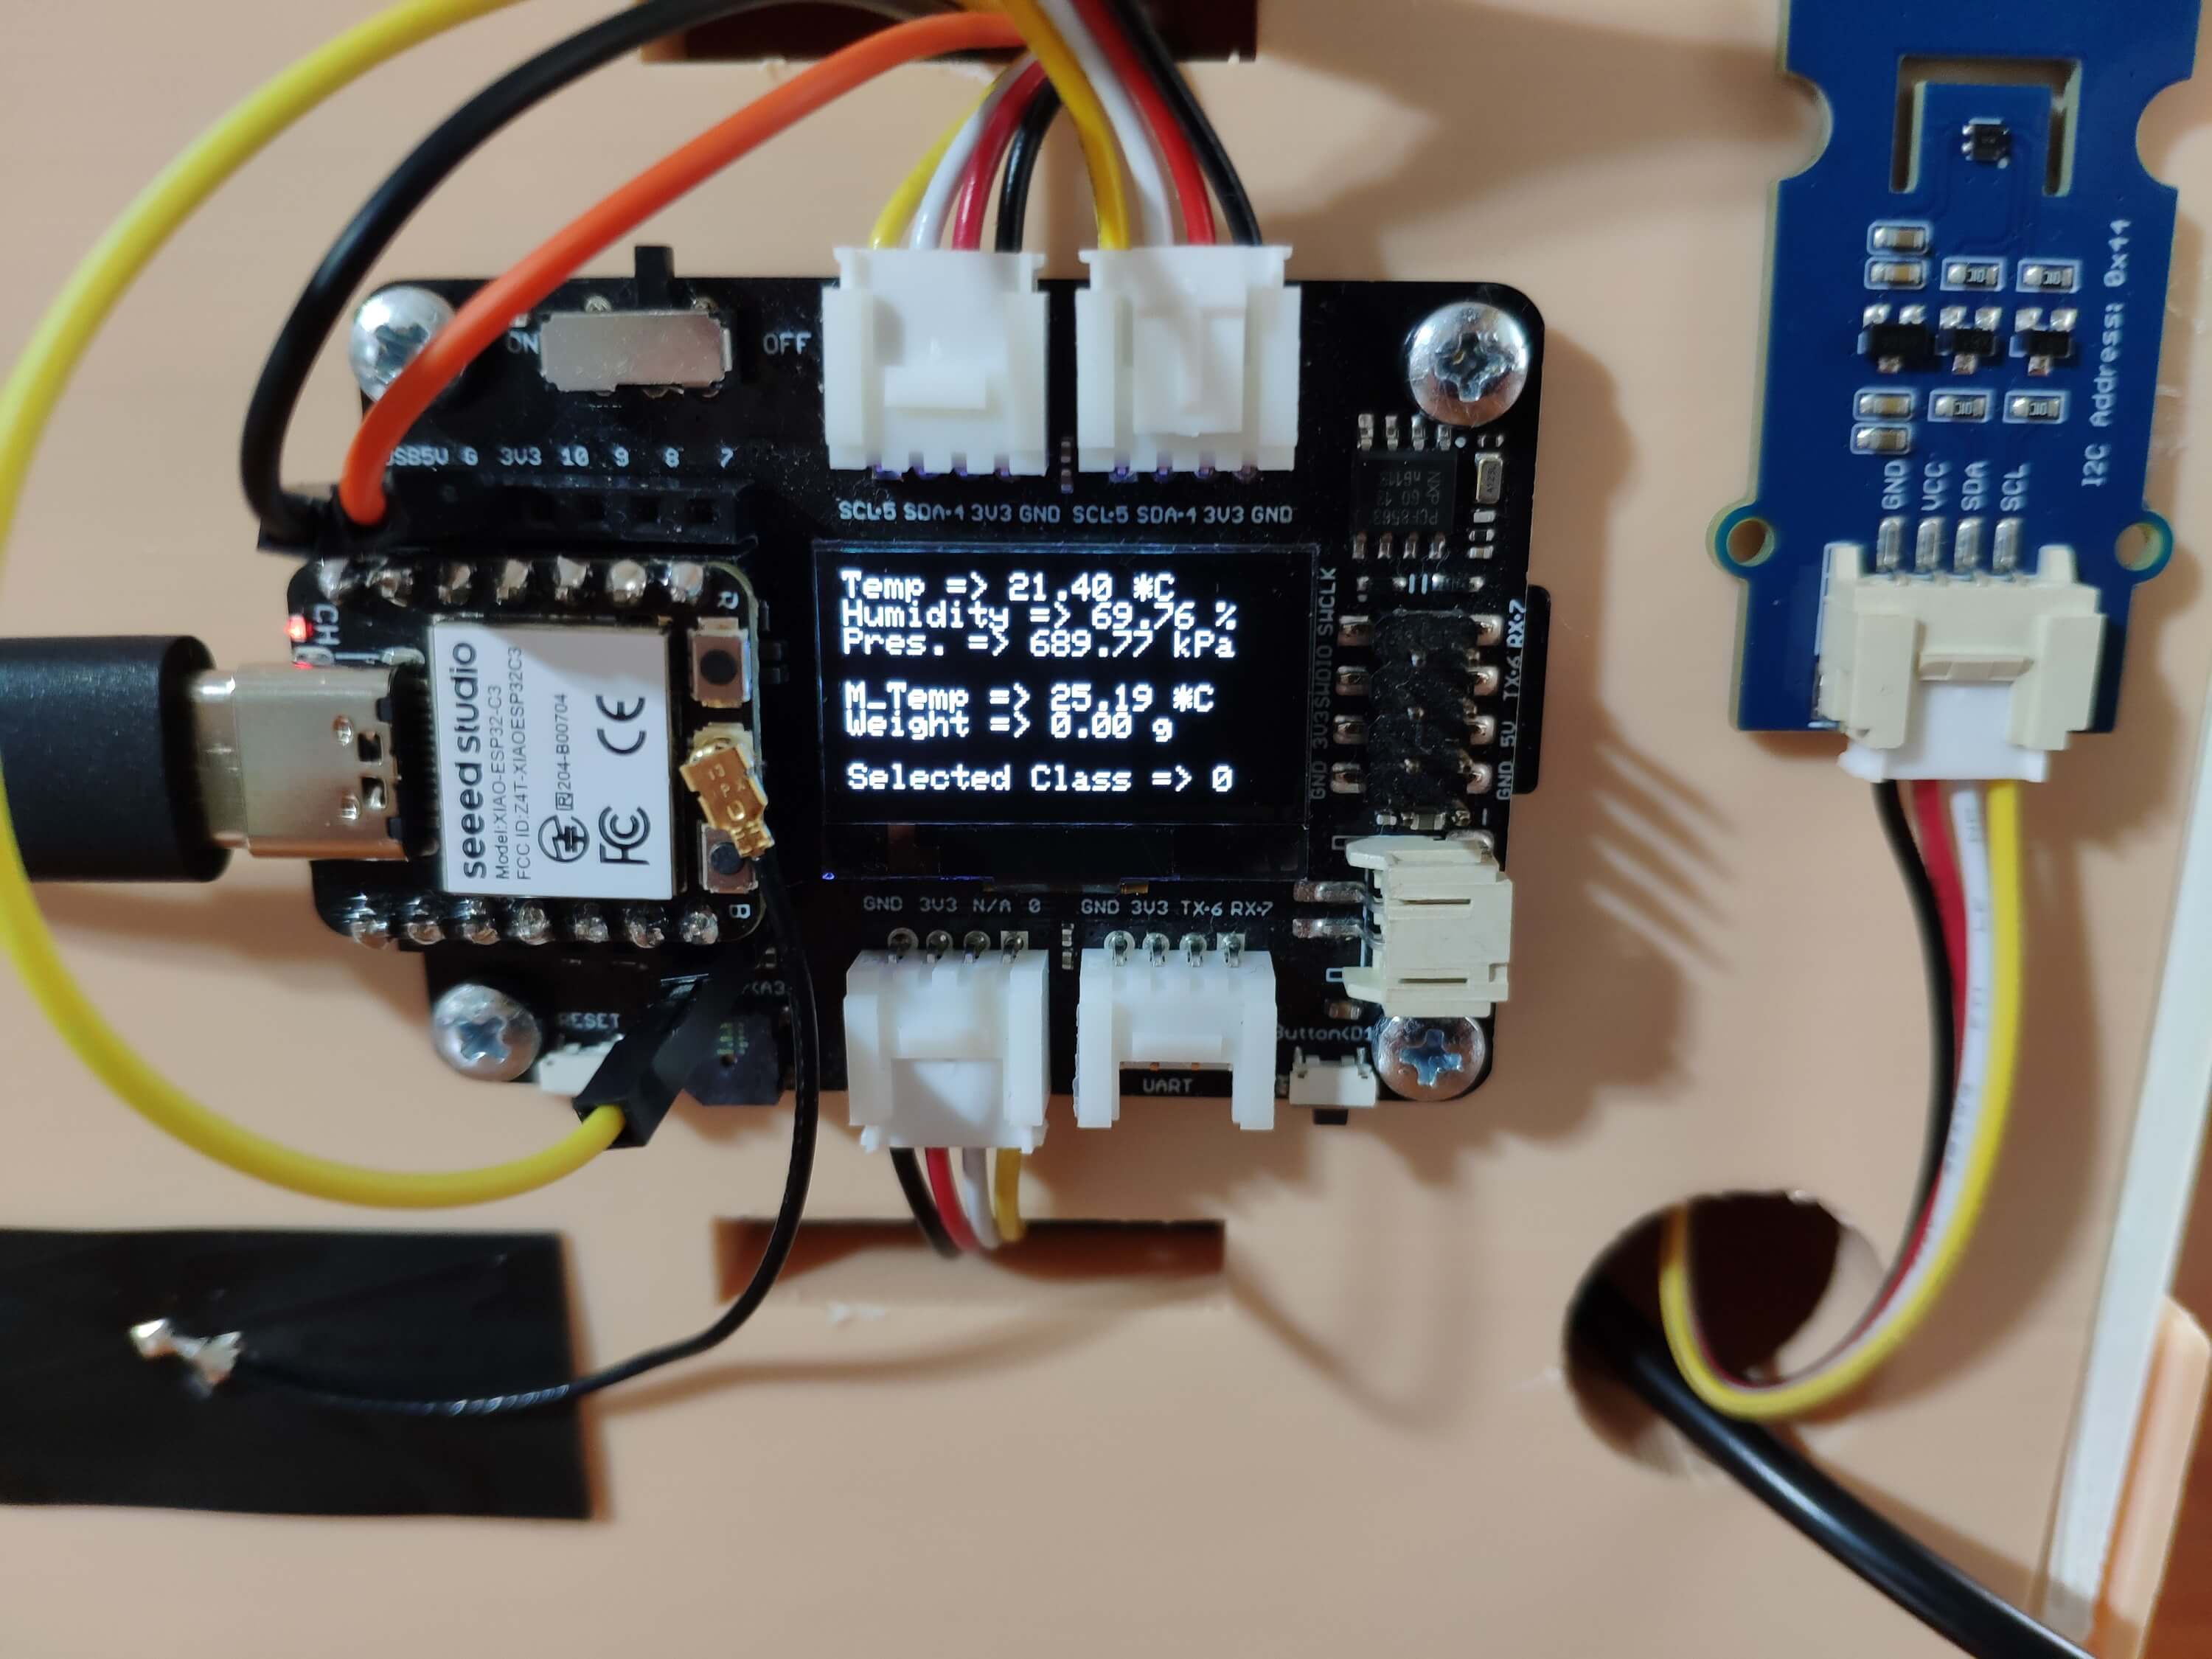 ON
OFF
USB5V G 3V3 10 9 8 7
SCL·5 SDA·4 3V3 GND
SCL·5 SDA·4 3V3 GND
Temp => 21.40 *C
Humidity => 69.76 %
Pres. => 689.77 kPa
M_Temp => 25.19 *C
Weight => 0.00 g
Selected Class => 0
seeed studio
Model:XIAO-ESP32-C3
FCC ID:Z4T-XIAOESP32C3
R 204-B00704
FC CE
R
B
GND 3V3 SWDIO SWCLK
GND 5V TX·6 RX·7
GND 3V3 N/A 0
GND 3V3 TX·6 RX·7
RESET
UART
Button(D1
I2C Address: 0x44
GND
VCC
SDA
SCL